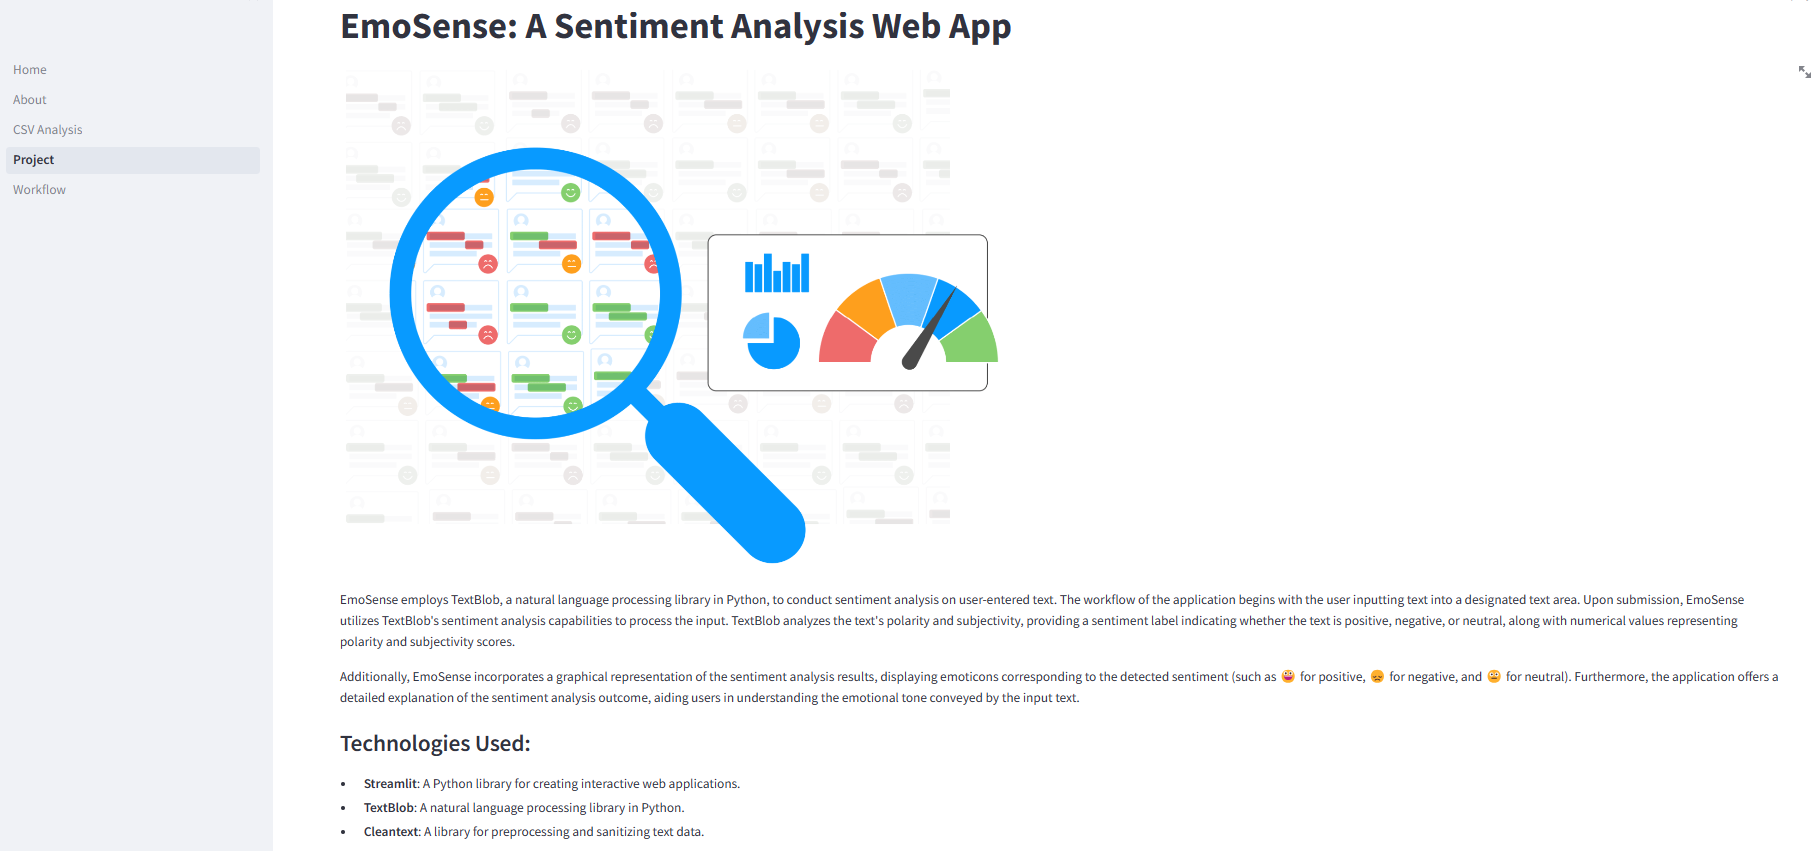 EmoSense: A Sentiment Analysis Web App
Home
About
CSV Analysis
Project
Workflow
EmoSense employs TextBlob, a natural language processing library in Python, to conduct sentiment analysis on user-entered text. The workflow of the application begins with the user inputting text into a designated text area. Upon submission, EmoSense
utilizes TextBlob's sentiment analysis capabilities to process the input. TextBlob analyzes the text's polarity and subjectivity, providing a sentiment label indicating whether the text is positive, negative, or neutral, along with numerical values representing
polarity and subjectivity scores.
Additionally, EmoSense incorporates a graphical representation of the sentiment analysis results, displaying emoticons corresponding to the detected sentiment (such as 😀 for positive, 😞 for negative, and 😐 for neutral). Furthermore, the application offers a
detailed explanation of the sentiment analysis outcome, aiding users in understanding the emotional tone conveyed by the input text.
Technologies Used:
• Streamlit: A Python library for creating interactive web applications.
• TextBlob: A natural language processing library in Python.
• Cleantext: A library for preprocessing and sanitizing text data.